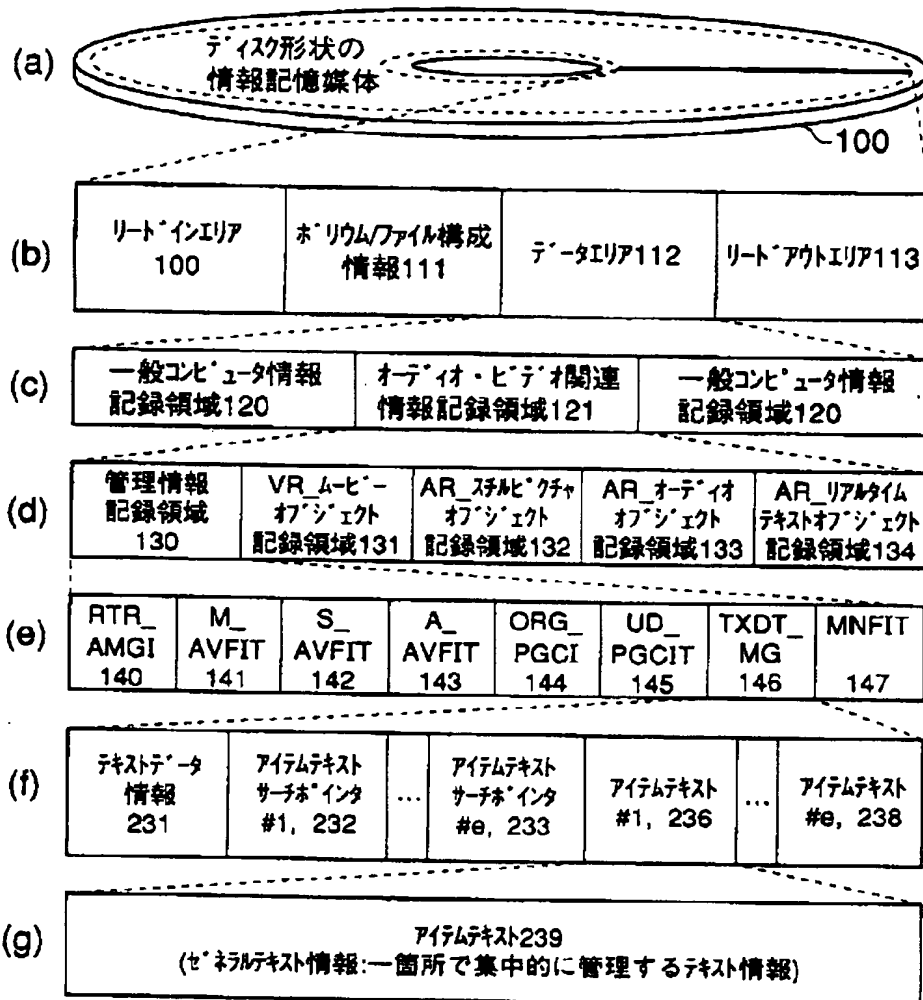 (a)
ディスク形状の
情報記憶媒体
100
(b)
リードインエリア
100
ボリウム/ファイル構成
情報111
データエリア112
リードアウトエリア113
(c)
一般コンピュータ情報
記録領域120
オーディオ・ビデオ関連
情報記録領域121
一般コンピュータ情報
記録領域120
(d)
管理情報
記録領域
130
VR_ムービー
オブジェクト
記録領域131
AR_スチルピクチャ
オブジェクト
記録領域132
AR_オーディオ
オブジェクト
記録領域133
AR_リアルタイム
テキストオブジェクト
記録領域134
(e)
RTR_
AMGI
140
M_
AVFIT
141
S_
AVFIT
142
A_
AVFIT
143
ORG_
PGCI
144
UD_
PGCIT
145
TXDT_
MG
146
MNFIT
147
(f)
テキストデータ
情報
231
アイテムテキスト
サーチポインタ
#1, 232
...
アイテムテキスト
サーチポインタ
#e, 233
アイテムテキスト
#1, 236
...
アイテムテキスト
#e, 238
(g)
アイテムテキスト239
(ゼネラルテキスト情報:一箇所で集中的に管理するテキスト情報)